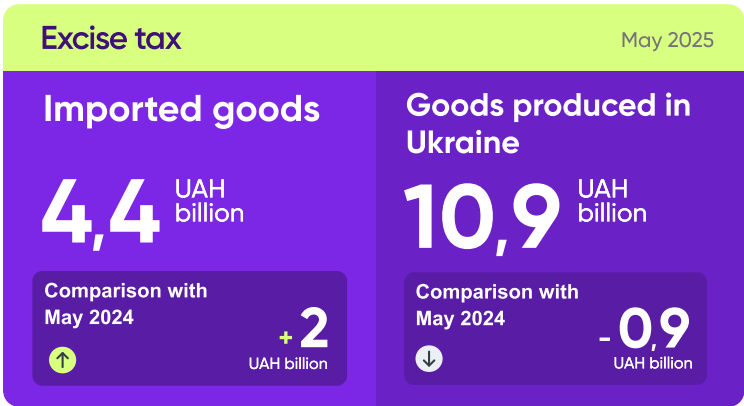 Excise tax
May 2025
Imported goods
4,4
UAH
billion
Comparison with
May 2024
+ 2
UAH billion
Goods produced in
Ukraine
10,9
UAH
billion
Comparison with
May 2024
- 0,9
UAH billion